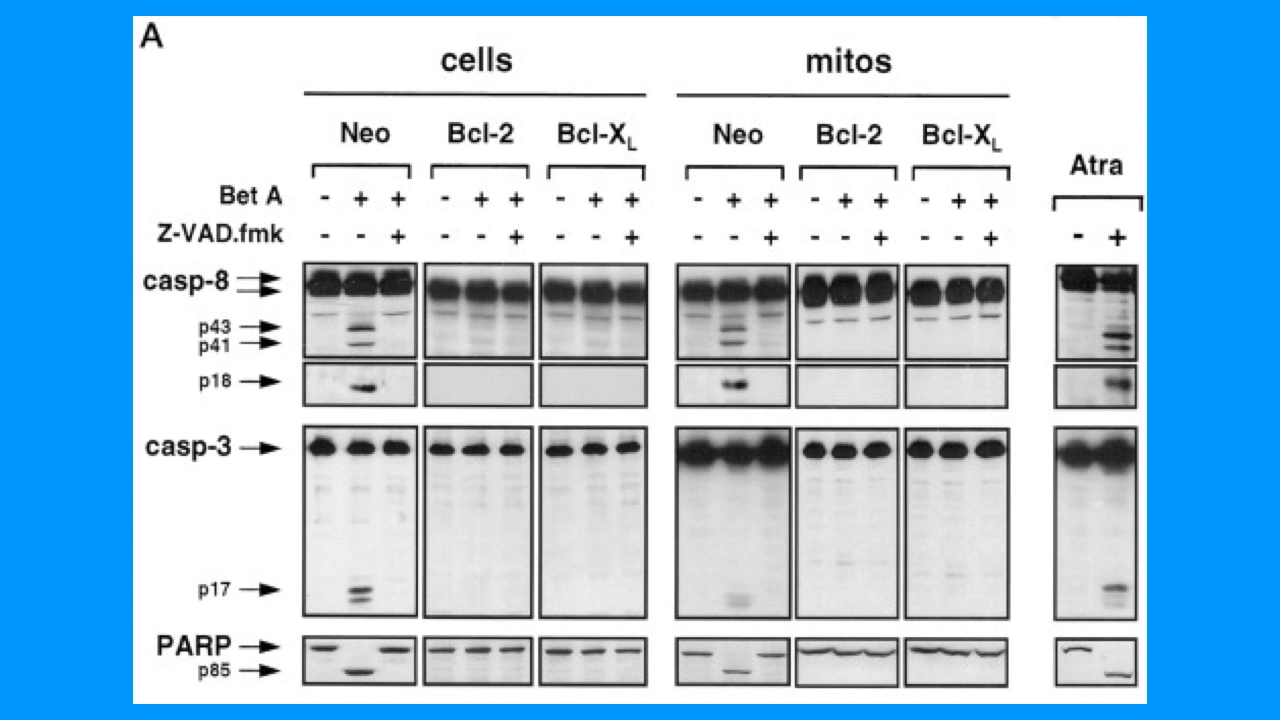 A
cells mitos
Neo Bcl-2 Bcl-XL Neo Bcl-2 Bcl-XL Atra
Bet A - + + - + + - + + - + + - + + - + +
Z-VAD.fmk - - + - - + - - + - - + - - + - - + - +
casp-8
p43
p41
p18
casp-3
p17
PARP
p85